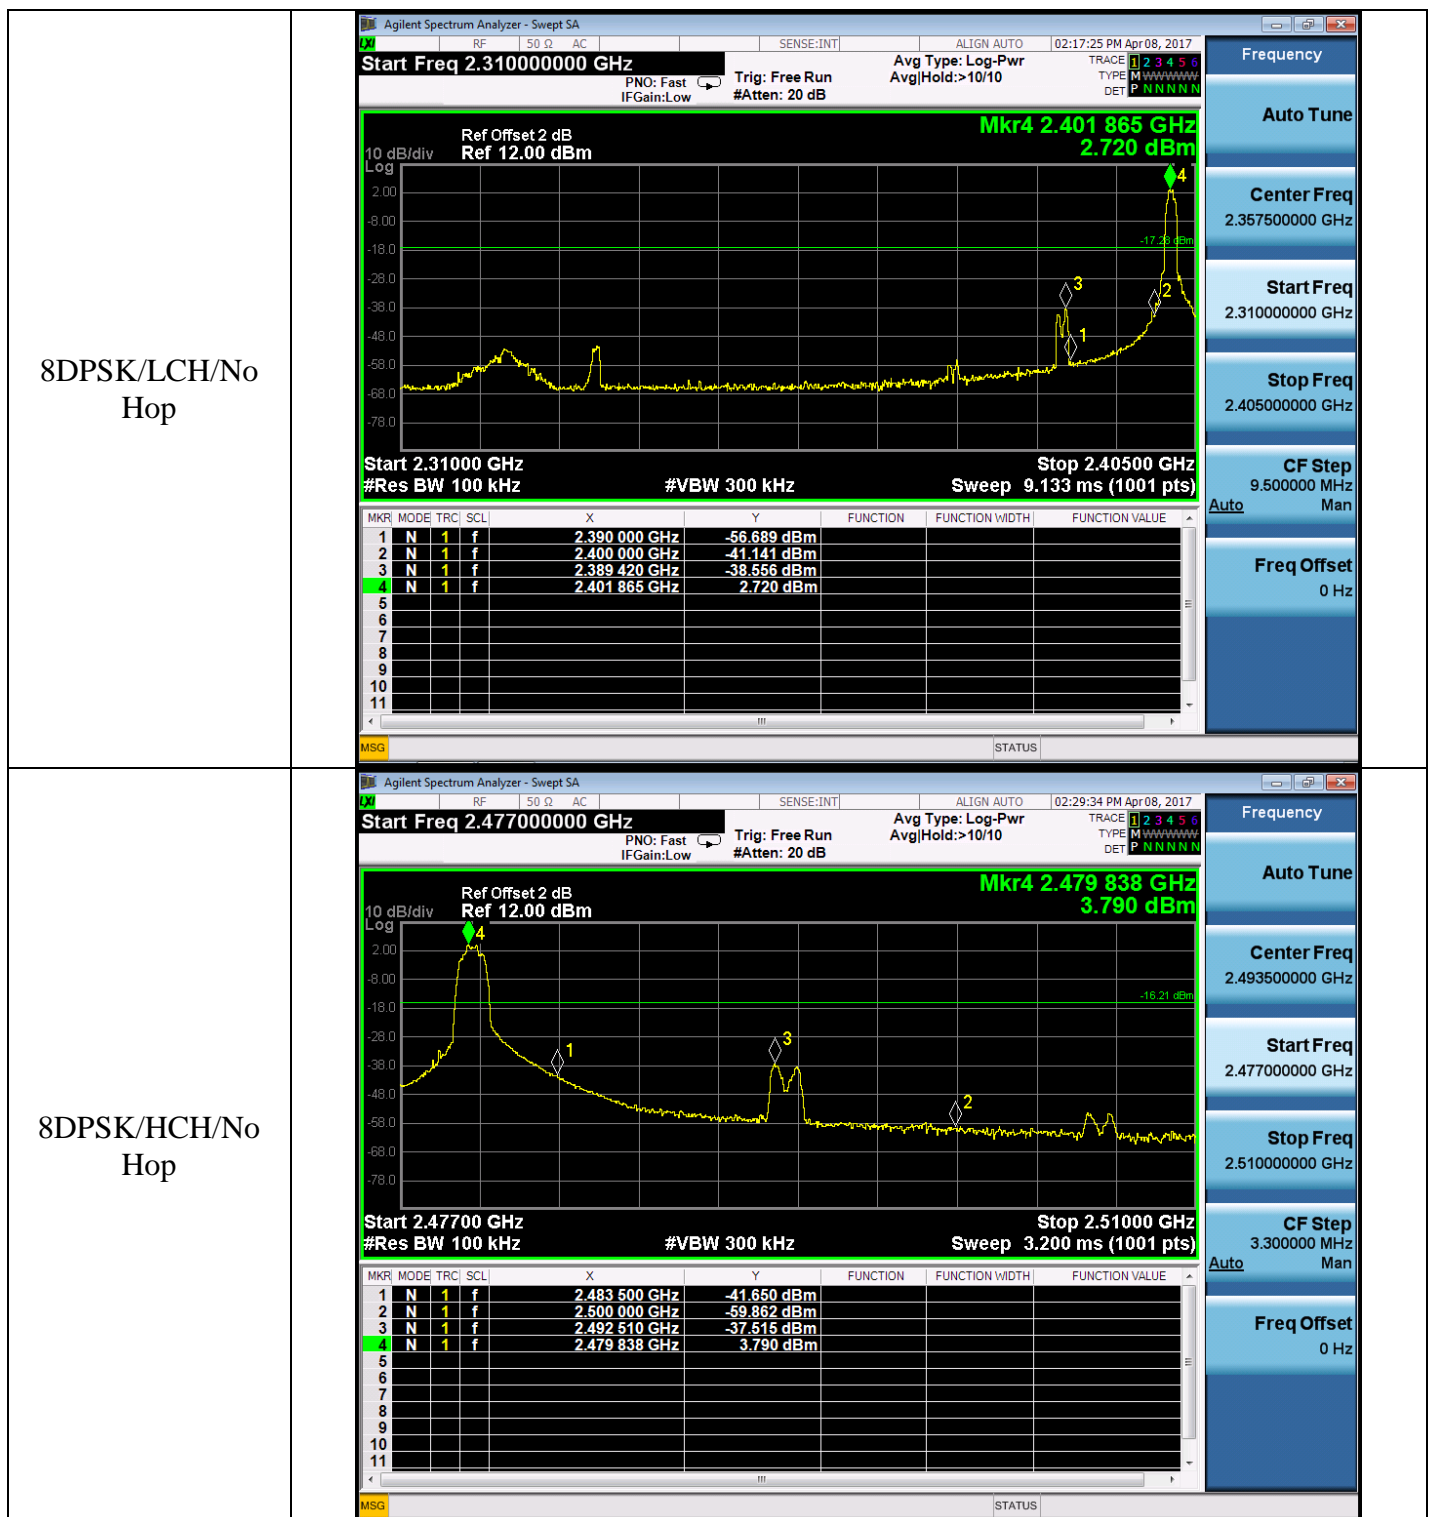 8DPSK/LCH/No
Hop
Agilent Spectrum Analyzer - Swept SA
LXI RF 50 Ω AC SENSE:INT ALIGN AUTO 02:17:25 PM Apr 08, 2017
Start Freq 2.310000000 GHz
PNO: Fast
IFGain:Low
Trig: Free Run
#Atten: 20 dB
Avg Type: Log-Pwr
Avg|Hold:>10/10
TRACE 1 2 3 4 5 6
TYPE M WWWWW
DET P N N N N N
Mkr4 2.401 865 GHz
2.720 dBm
Ref Offset 2 dB
10 dB/div Ref 12.00 dBm
Log
2.00
-8.00
-18.0
-28.0
-38.0
-48.0
-58.0
-68.0
-78.0
-17.28 dBm
4
3
2
1
Start 2.31000 GHz Stop 2.40500 GHz
#Res BW 100 kHz #VBW 300 kHz Sweep 9.133 ms (1001 pts)
MKR MODE TRC SCL X Y FUNCTION FUNCTION WIDTH FUNCTION VALUE
1 N 1 f 2.390 000 GHz -56.689 dBm
2 N 1 f 2.400 000 GHz -41.141 dBm
3 N 1 f 2.389 420 GHz -38.556 dBm
4 N 1 f 2.401 865 GHz 2.720 dBm
5
6
7
8
9
10
11
MSG STATUS
Frequency
Auto Tune
Center Freq
2.357500000 GHz
Start Freq
2.310000000 GHz
Stop Freq
2.405000000 GHz
CF Step
9.500000 MHz
Auto Man
Freq Offset
0 Hz
8DPSK/HCH/No
Hop
Agilent Spectrum Analyzer - Swept SA
LXI RF 50 Ω AC SENSE:INT ALIGN AUTO 02:29:34 PM Apr 08, 2017
Start Freq 2.477000000 GHz
PNO: Fast
IFGain:Low
Trig: Free Run
#Atten: 20 dB
Avg Type: Log-Pwr
Avg|Hold:>10/10
TRACE 1 2 3 4 5 6
TYPE M WWWWW
DET P N N N N N
Mkr4 2.479 838 GHz
3.790 dBm
Ref Offset 2 dB
10 dB/div Ref 12.00 dBm
Log
2.00
-8.00
-18.0
-28.0
-38.0
-48.0
-58.0
-68.0
-78.0
-16.21 dBm
4
1
3
2
Start 2.47700 GHz Stop 2.51000 GHz
#Res BW 100 kHz #VBW 300 kHz Sweep 3.200 ms (1001 pts)
MKR MODE TRC SCL X Y FUNCTION FUNCTION WIDTH FUNCTION VALUE
1 N 1 f 2.483 500 GHz -41.650 dBm
2 N 1 f 2.500 000 GHz -59.862 dBm
3 N 1 f 2.492 510 GHz -37.515 dBm
4 N 1 f 2.479 838 GHz 3.790 dBm
5
6
7
8
9
10
11
MSG STATUS
Frequency
Auto Tune
Center Freq
2.493500000 GHz
Start Freq
2.477000000 GHz
Stop Freq
2.510000000 GHz
CF Step
3.300000 MHz
Auto Man
Freq Offset
0 Hz